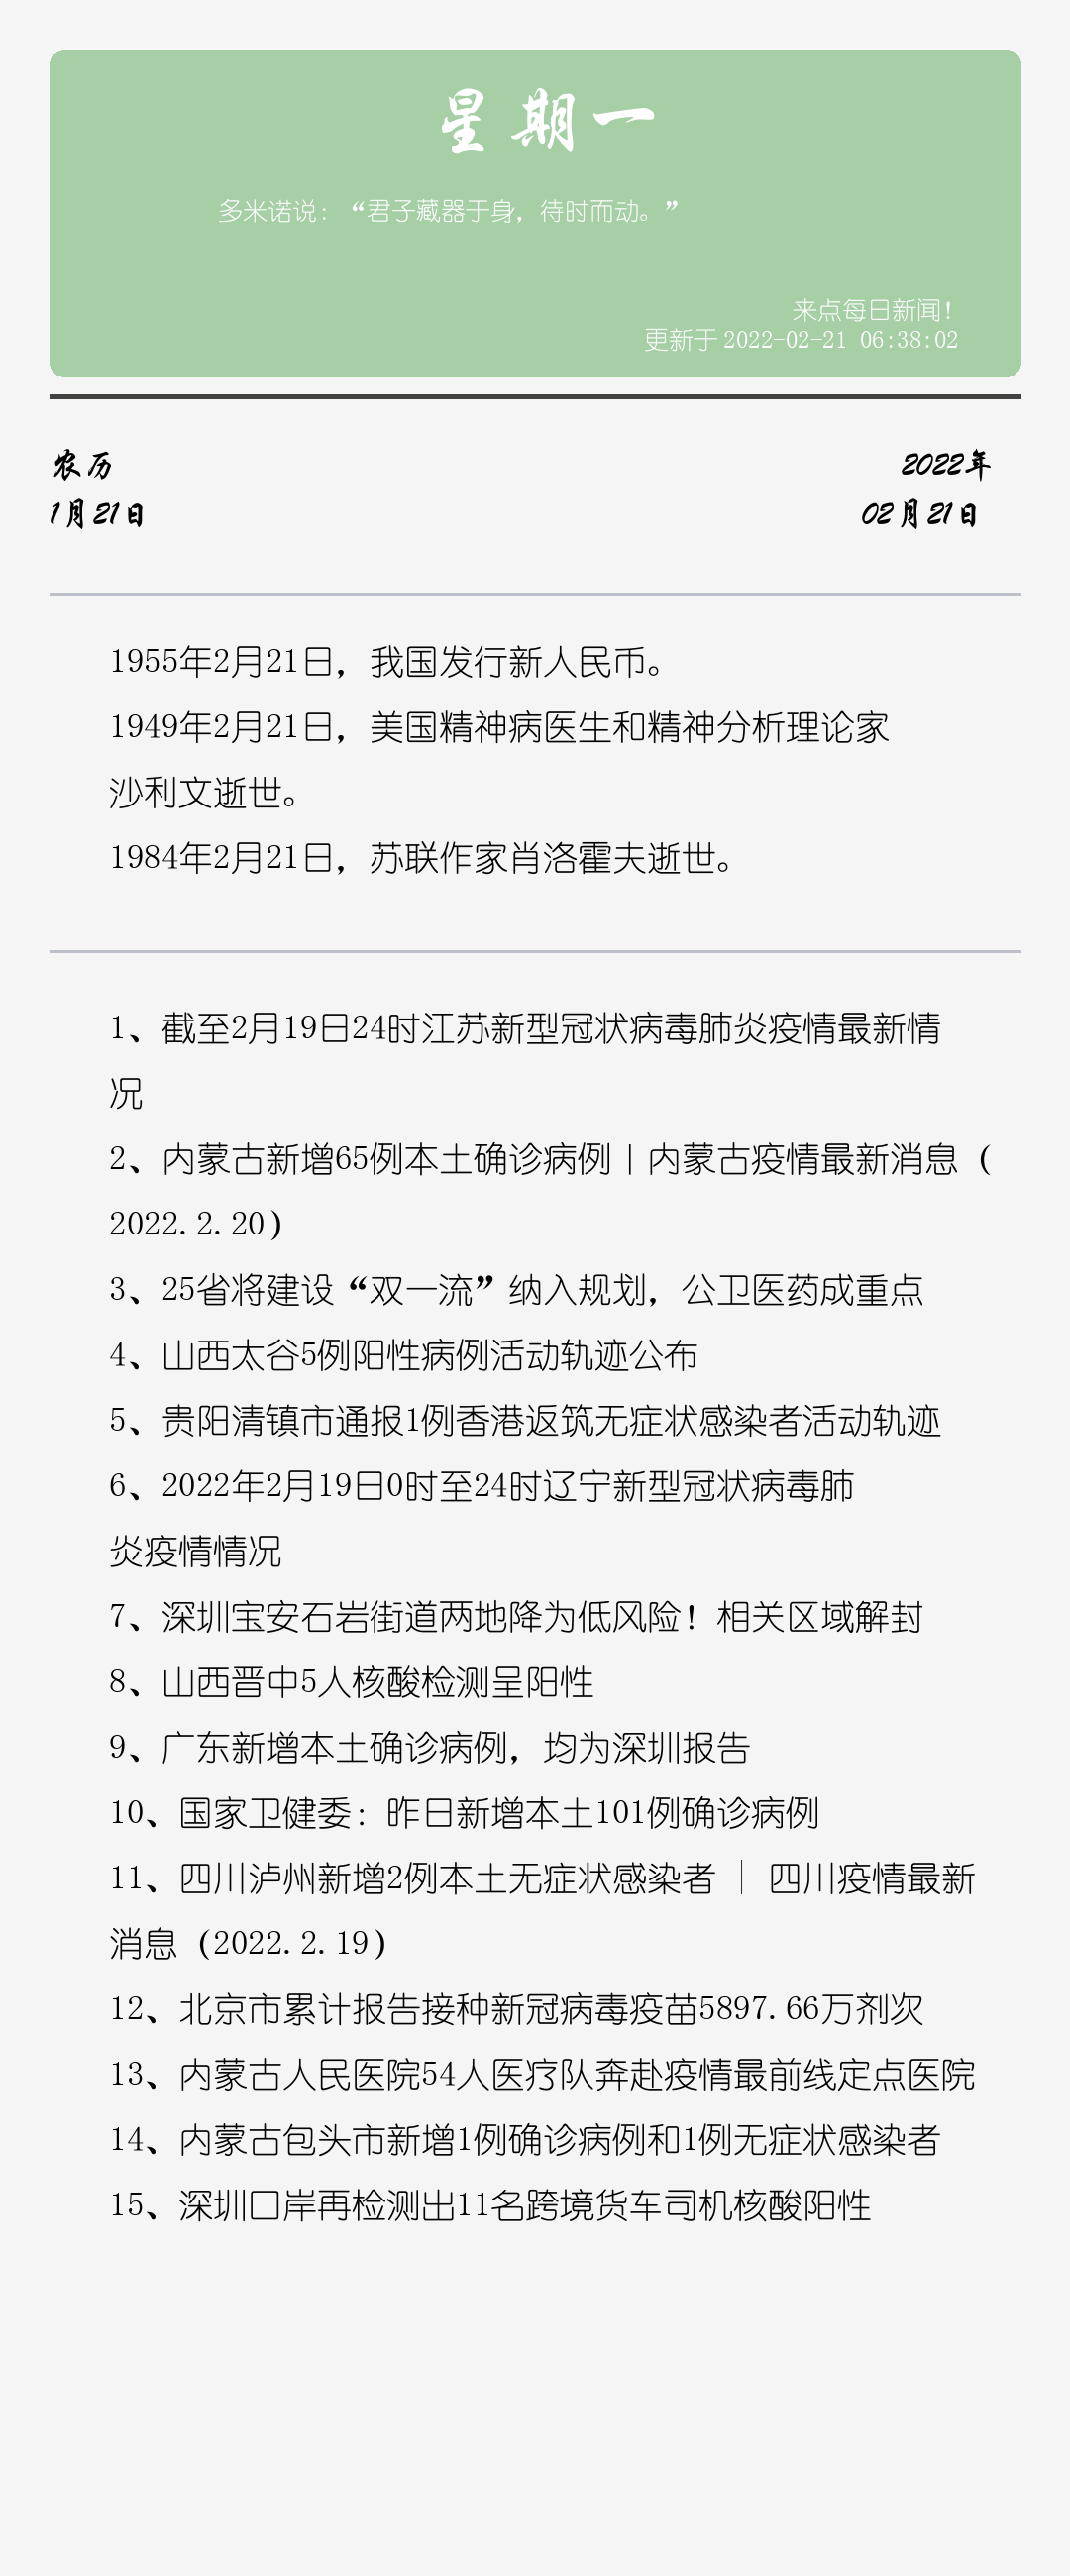 星期一
多米诺说：“君子藏器于身，待时而动。”
来点每日新闻！
更新于 2022-02-21 06:38:02
农历
2022年
1月21日
02月21日
1955年2月21日，我国发行新人民币。
1949年2月21日，美国精神病医生和精神分析理论家
沙利文逝世。
1984年2月21日，苏联作家肖洛霍夫逝世。
1、截至2月19日24时江苏新型冠状病毒肺炎疫情最新情
况
2、内蒙古新增65例本土确诊病例丨内蒙古疫情最新消息（
2022.2.20）
3、25省将建设“双一流”纳入规划，公卫医药成重点
4、山西太谷5例阳性病例活动轨迹公布
5、贵阳清镇市通报1例香港返筑无症状感染者活动轨迹
6、2022年2月19日0时至24时辽宁新型冠状病毒肺
炎疫情情况
7、深圳宝安石岩街道两地降为低风险！相关区域解封
8、山西晋中5人核酸检测呈阳性
9、广东新增本土确诊病例，均为深圳报告
10、国家卫健委：昨日新增本土101例确诊病例
11、四川泸州新增2例本土无症状感染者 │ 四川疫情最新
消息（2022.2.19）
12、北京市累计报告接种新冠病毒疫苗5897.66万剂次
13、内蒙古人民医院54人医疗队奔赴疫情最前线定点医院
14、内蒙古包头市新增1例确诊病例和1例无症状感染者
15、深圳口岸再检测出11名跨境货车司机核酸阳性